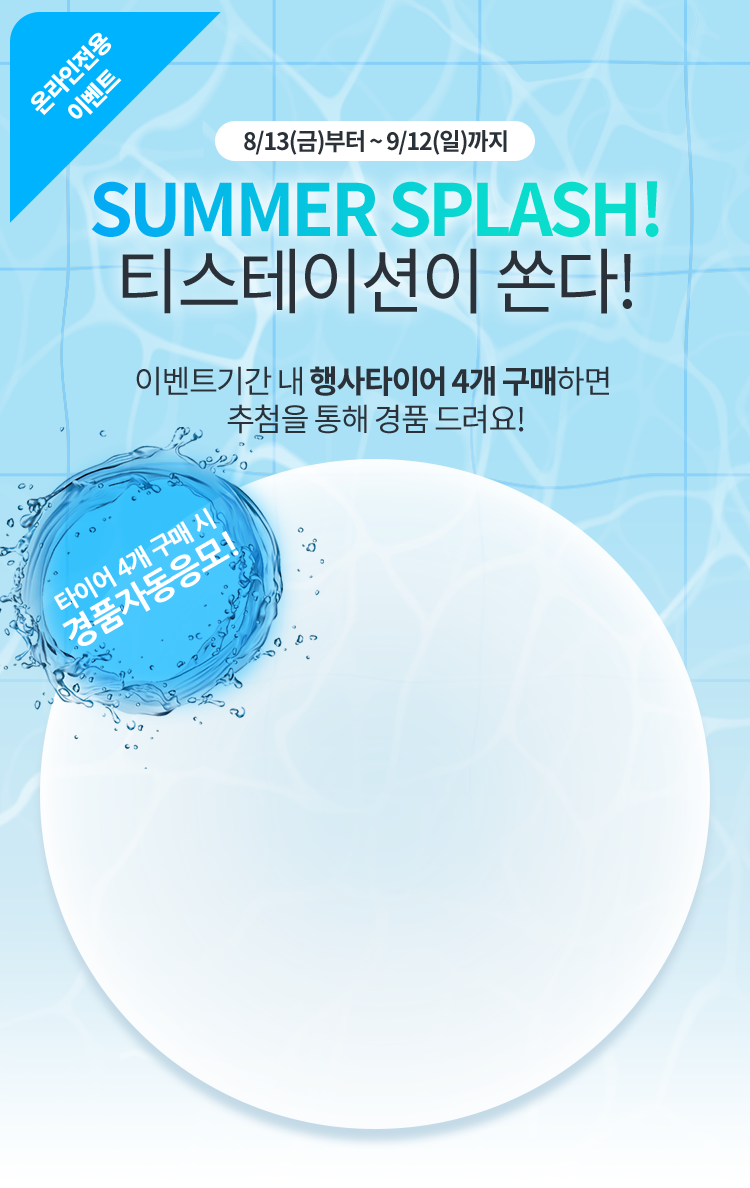 온라인전용
이벤트
8/13(금)부터 ~ 9/12(일)까지
SUMMER SPLASH!
티스테이션이 쏜다!
이벤트기간 내 행사타이어 4개 구매하면
추첨을 통해 경품 드려요!
타이어 4개 구매 시
경품자동응모!